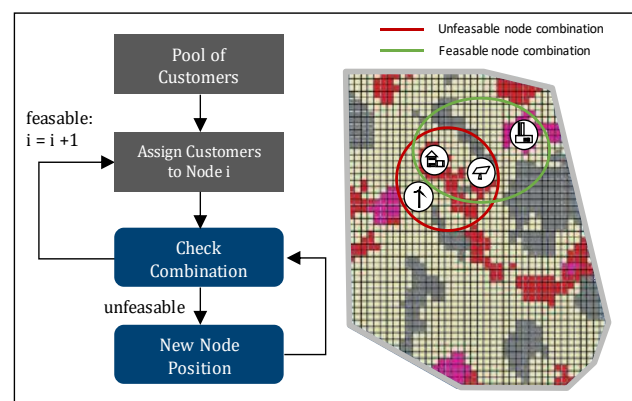 Pool of
Customers
feasable:
i = i +1
Assign Customers
to Node i
Check
Combination
unfeasable
New Node
Position
Unfeasable node combination
Feasable node combination